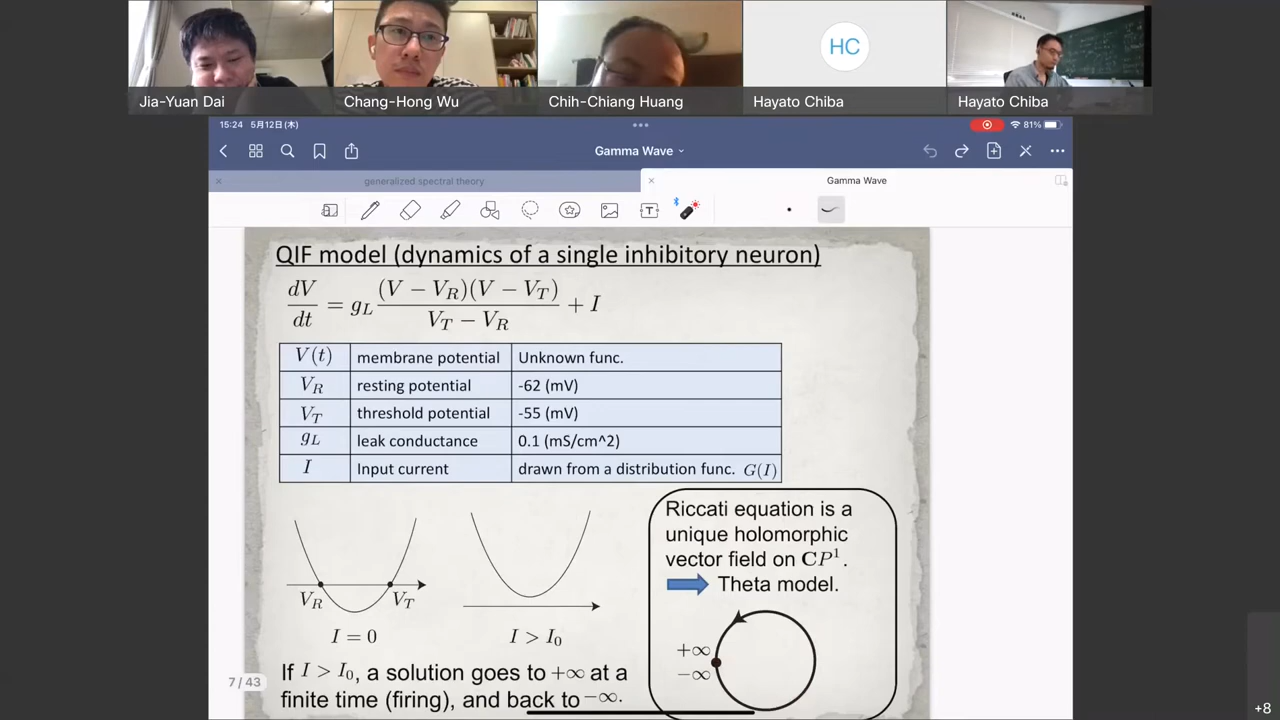 HC
Jia-Yuan Dai
Chang-Hong Wu
Chih-Chiang Huang
Hayato Chiba
Hayato Chiba
15:24 5月12日(木)
81%
Gamma Wave
generalized spectral theory
Gamma Wave
T
QIF model (dynamics of a single inhibitory neuron)
dV/dt = g_L (V − V_R)(V − V_T)/(V_T − V_R) + I
V(t) membrane potential Unknown func.
V_R resting potential -62 (mV)
V_T threshold potential -55 (mV)
g_L leak conductance 0.1 (mS/cm^2)
I Input current drawn from a distribution func. G(I)
Riccati equation is a
unique holomorphic
vector field on CP¹.
Theta model.
V_R V_T
I = 0 I > I_0
+∞
−∞
If I > I_0, a solution goes to +∞ at a
finite time (firing), and back to −∞.
7 / 43
+8